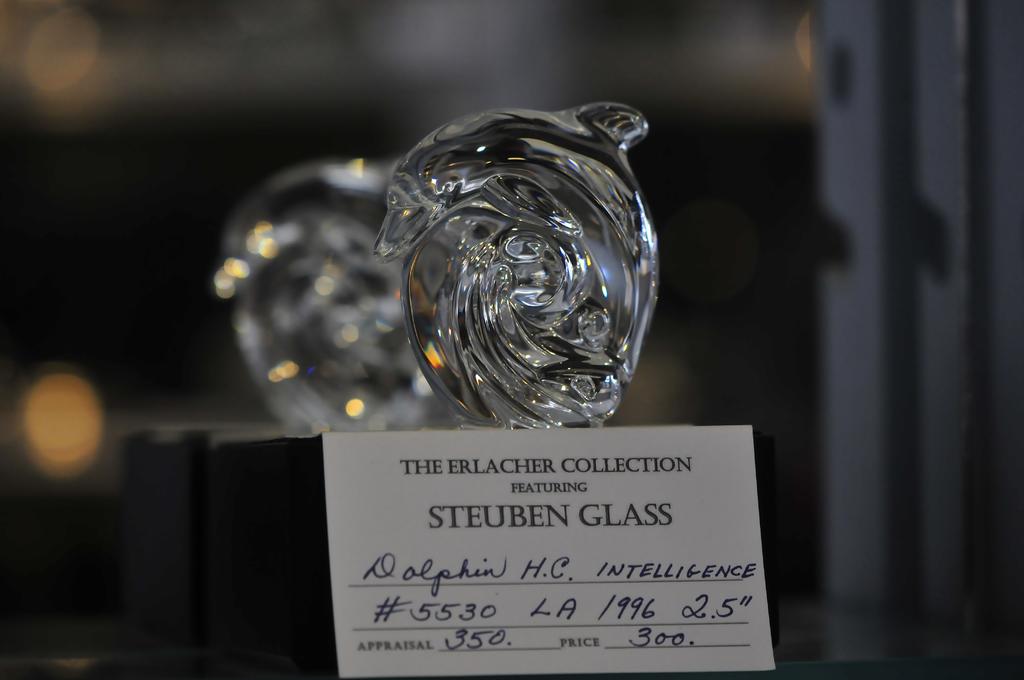 THE ERLACHER COLLECTION
FEATURING
STEUBEN GLASS
Dolphin H.C. INTELLIGENCE
#5530 LA 1996 2.5"
APPRAISAL 350. PRICE 300.